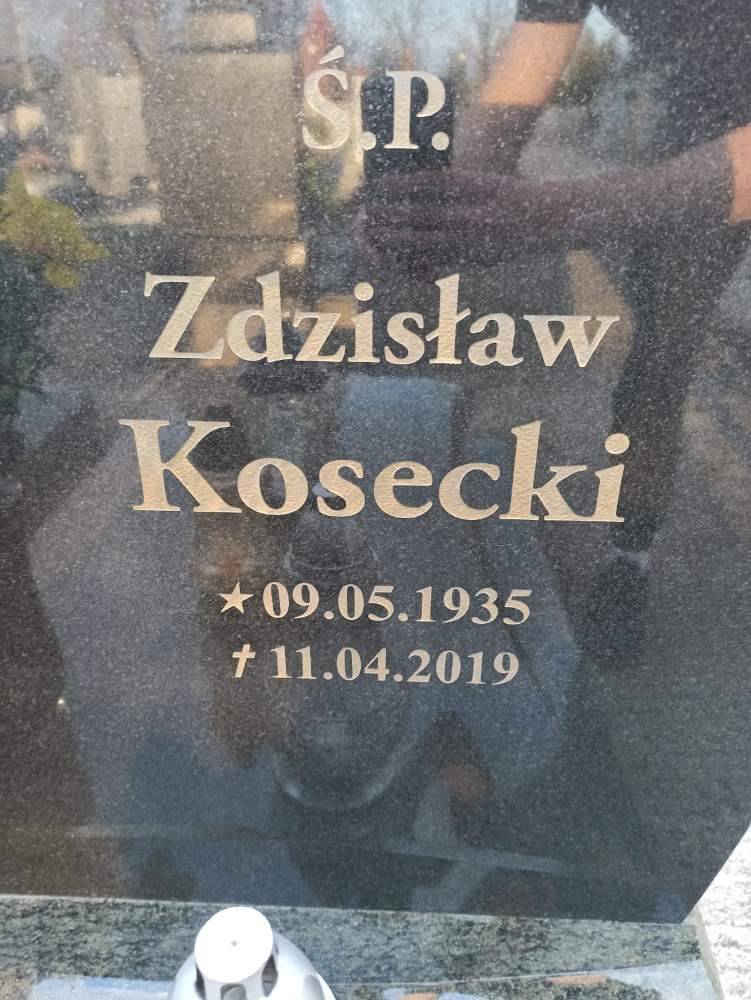 Ś.P.
Zdzisław
Kosecki
★09.05.1935
✝11.04.2019